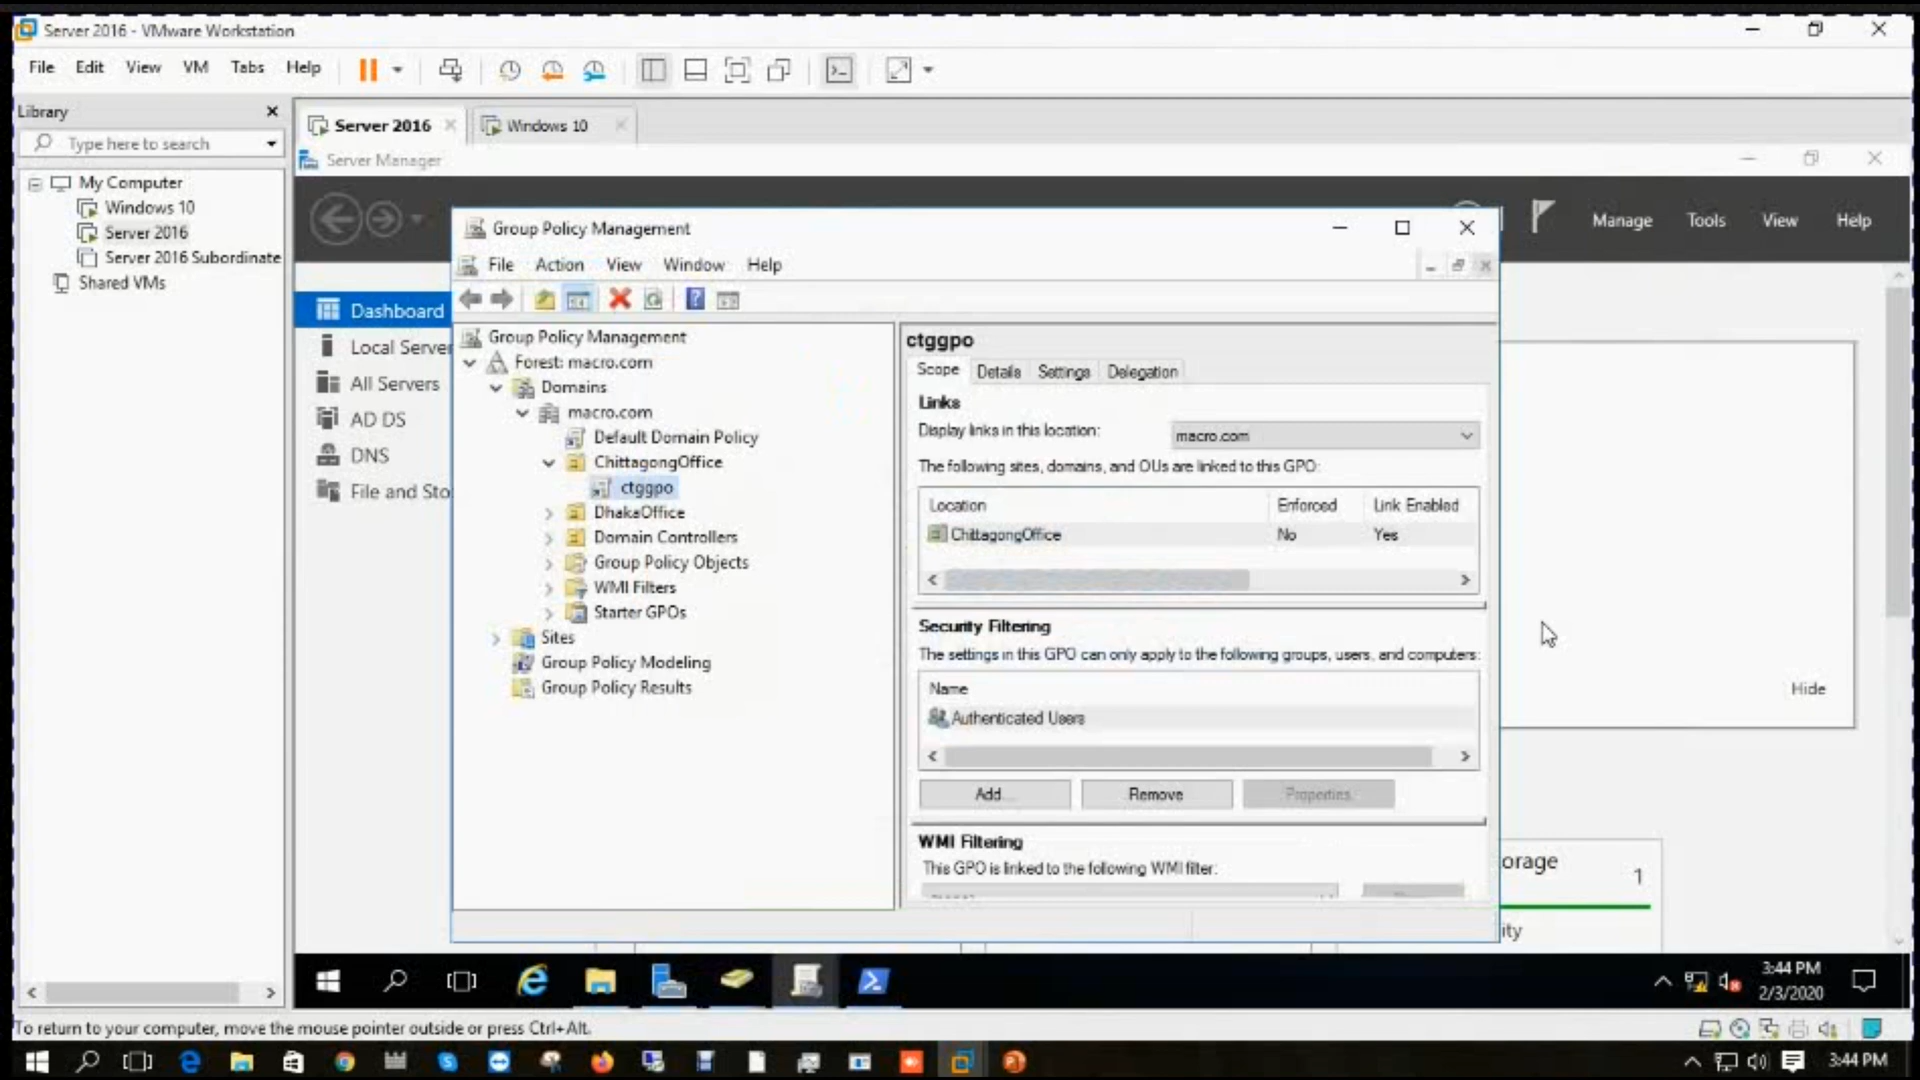 Server 2016 - VMware Workstation
File Edit View VM Tabs Help
Library
Type here to search
My Computer
Windows 10
Server 2016
Server 2016 Subordinate
Shared VMs
Server 2016 Windows 10
Server Manager
Manage Tools View Help
Dashboard
Local Server
All Servers
AD DS
DNS
File and Sto
Group Policy Management
File Action View Window Help
Group Policy Management
Forest: macro.com
Domains
macro.com
Default Domain Policy
ChittagongOffice
ctggpo
DhakaOffice
Domain Controllers
Group Policy Objects
WMI Filters
Starter GPOs
Sites
Group Policy Modeling
Group Policy Results
ctggpo
Scope Details Settings Delegation
Links
Display links in this location: macro.com
The following sites, domains, and OUs are linked to this GPO:
Location Enforced Link Enabled
ChittagongOffice No Yes
Security Filtering
The settings in this GPO can only apply to the following groups, users, and computers:
Name
Authenticated Users
Add... Remove Properties
WMI Filtering
This GPO is linked to the following WMI filter:
Hide
orage
1
ity
3:44 PM
2/3/2020
To return to your computer, move the mouse pointer outside or press Ctrl+Alt.
3:44 PM